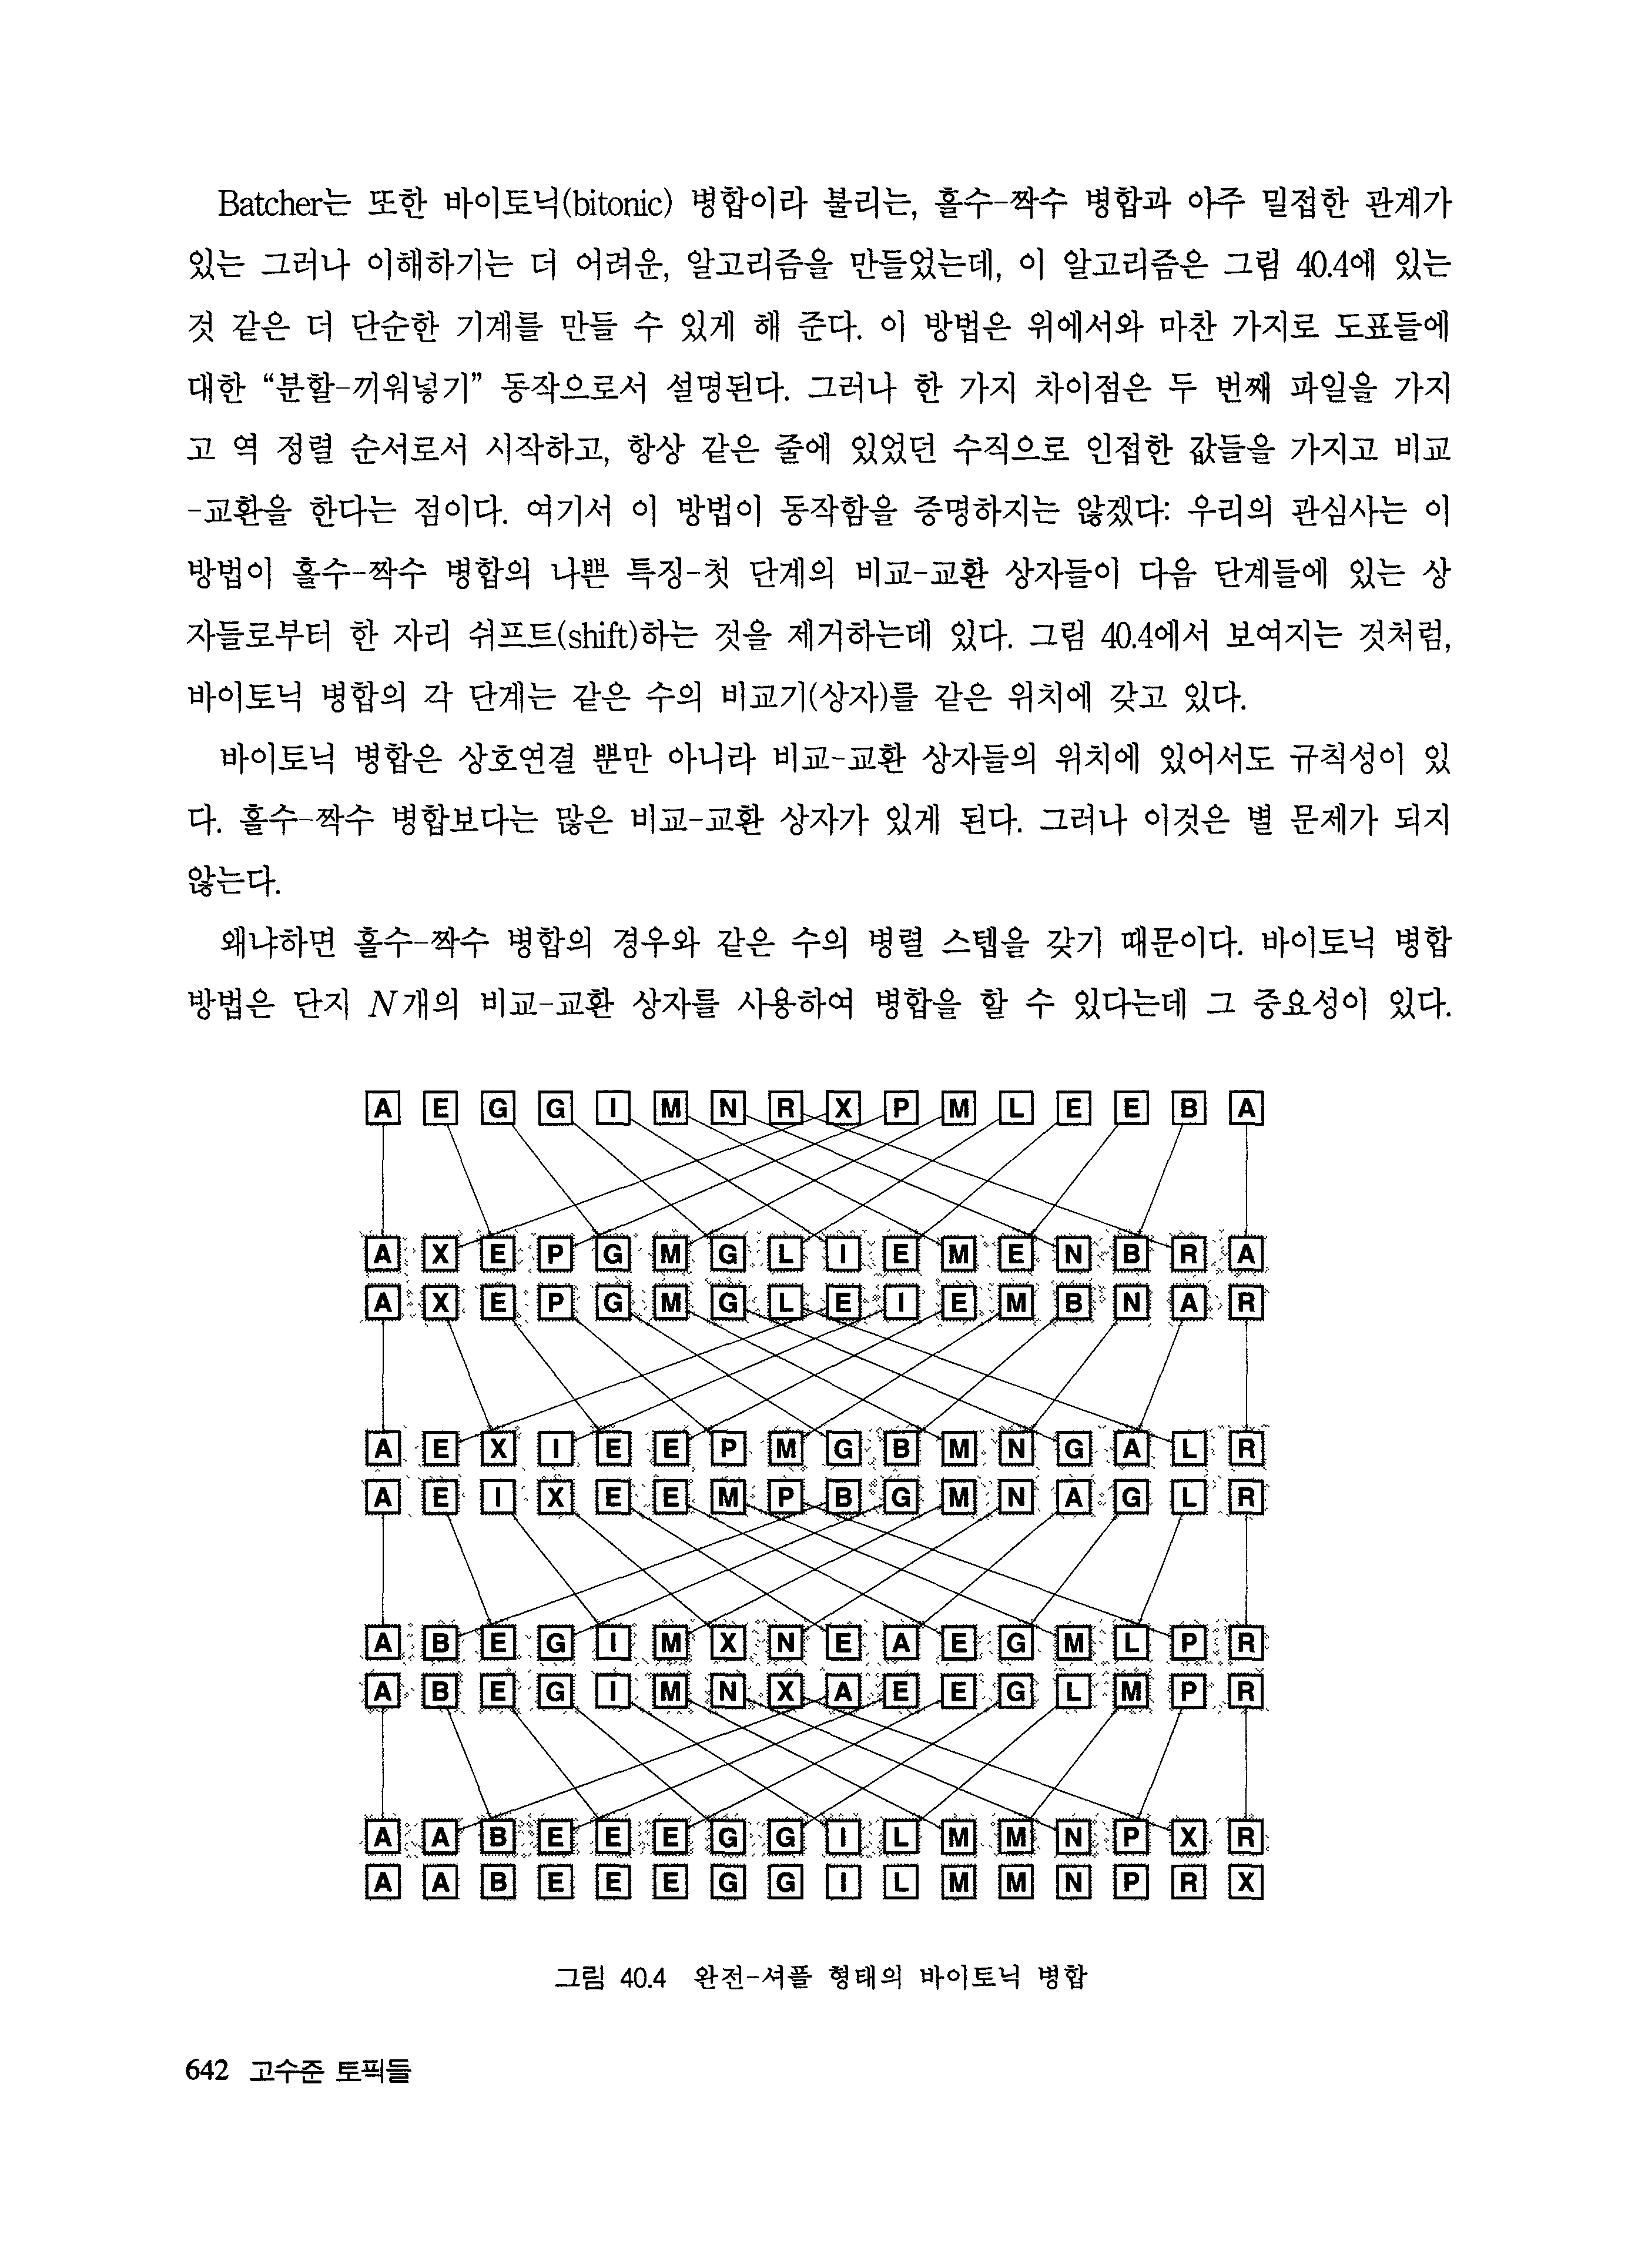 Batcher는 또한 바이토닉(bitonic) 병합이라 불리는, 홀수-짝수 병합과 아주 밀접한 관계가
있는 그러나 이해하기는 더 어려운, 알고리즘을 만들었는데, 이 알고리즘은 그림 40.4에 있는
것 같은 더 단순한 기계를 만들 수 있게 해 준다. 이 방법은 위에서와 마찬 가지로 도표들에
대한 “분할-끼워넣기” 동작으로서 설명된다. 그러나 한 가지 차이점은 두 번째 파일을 가지
고 역 정렬 순서로서 시작하고, 항상 같은 줄에 있었던 수직으로 인접한 값들을 가지고 비교
-교환을 한다는 점이다. 여기서 이 방법이 동작함을 증명하지는 않겠다: 우리의 관심사는 이
방법이 홀수-짝수 병합의 나쁜 특징-첫 단계의 비교-교환 상자들이 다음 단계들에 있는 상
자들로부터 한 자리 쉬프트(shift)하는 것을 제거하는데 있다. 그림 40.4에서 보여지는 것처럼,
바이토닉 병합의 각 단계는 같은 수의 비교기(상자)를 같은 위치에 갖고 있다.
바이토닉 병합은 상호연결 뿐만 아니라 비교-교환 상자들의 위치에 있어서도 규칙성이 있
다. 홀수-짝수 병합보다는 많은 비교-교환 상자가 있게 된다. 그러나 이것은 별 문제가 되지
않는다.
왜냐하면 홀수-짝수 병합의 경우와 같은 수의 병렬 스텝을 갖기 때문이다. 바이토닉 병합
방법은 단지 N개의 비교-교환 상자를 사용하여 병합을 할 수 있다는데 그 중요성이 있다.
A E G G I M N R X P M L E E B A
A X E P G M G L I E M E N B R A
A X E P G M G L E I E M B N A R
A E X I E E P M G B M N G A L R
A E I X E E M P B G M N A G L R
A B E G I M X N E A E G M L P R
A B E G I M N X A E E G L M P R
A A B E E E G G I L M M N P X R
A A B E E E G G I L M M N P R X
그림 40.4 완전-셔플 형태의 바이토닉 병합
642 고수준 토픽들